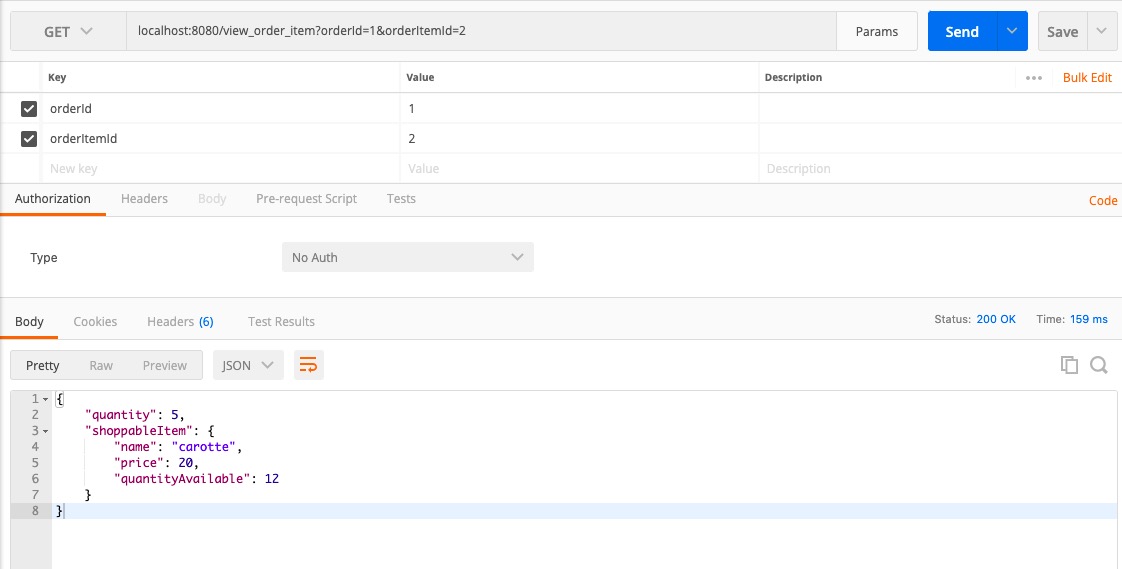 GET localhost:8080/view_order_item?orderId=1&orderItemId=2 Params Send Save
Key Value Description ••• Bulk Edit
orderId 1
orderItemId 2
New key Value Description
Authorization Headers Body Pre-request Script Tests Code
Type No Auth
Body Cookies Headers (6) Test Results Status: 200 OK Time: 159 ms
Pretty Raw Preview JSON
1 {
2 "quantity": 5,
3 "shoppableItem": {
4 "name": "carotte",
5 "price": 20,
6 "quantityAvailable": 12
7 }
8 }